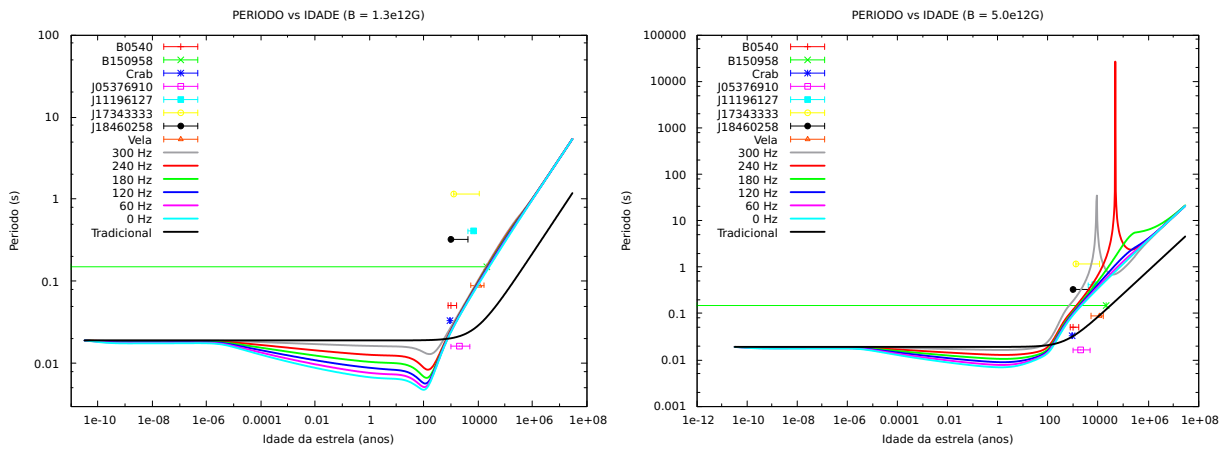 PERIODO vs IDADE (B = 1.3e12G)
Periodo (s)
100
10
1
0.1
0.01
1e-10
1e-08
1e-06
0.0001
0.01
1
100
10000
1e+06
1e+08
Idade da estrela (anos)
B0540
B150958
Crab
J05376910
J11196127
J17343333
J18460258
Vela
300 Hz
240 Hz
180 Hz
120 Hz
60 Hz
0 Hz
Tradicional
PERIODO vs IDADE (B = 5.0e12G)
Periodo (s)
100000
10000
1000
100
10
1
0.1
0.01
0.001
1e-12
1e-10
1e-08
1e-06
0.0001
0.01
1
100
10000
1e+06
1e+08
Idade da estrela (anos)
B0540
B150958
Crab
J05376910
J11196127
J17343333
J18460258
Vela
300 Hz
240 Hz
180 Hz
120 Hz
60 Hz
0 Hz
Tradicional